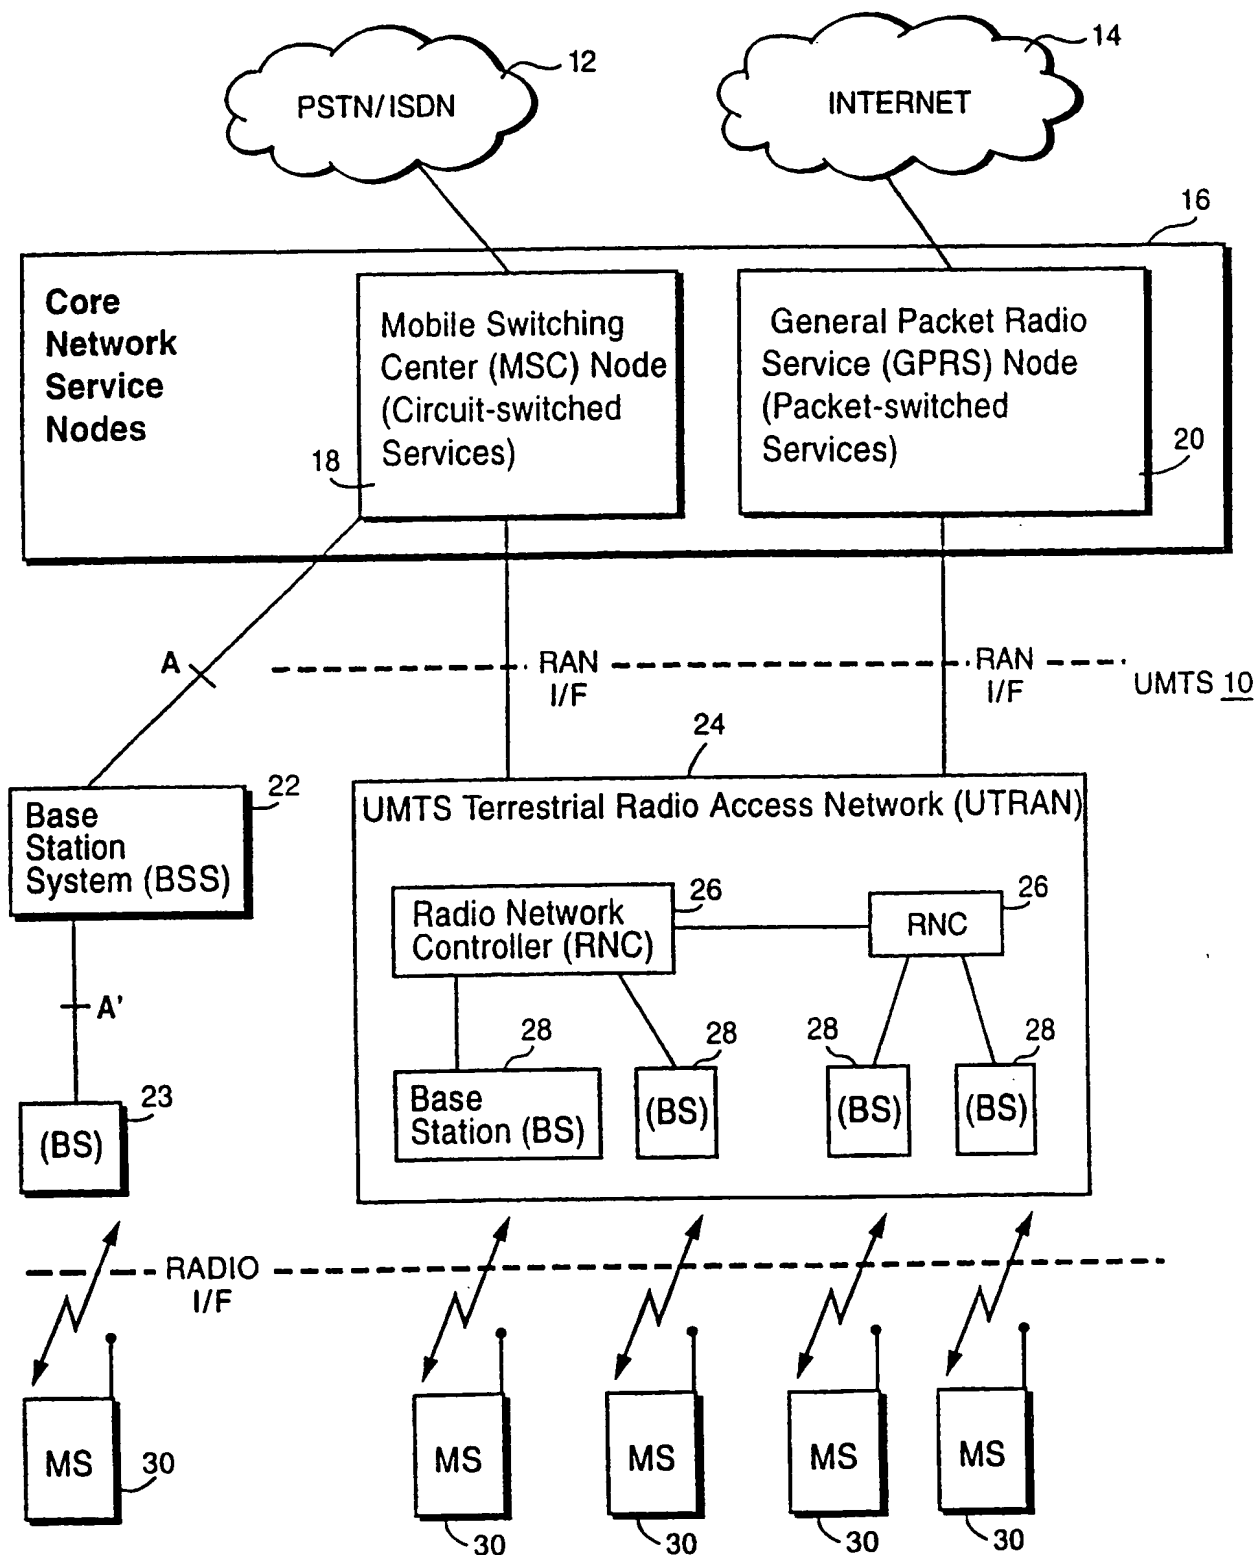 12
14
PSTN/ISDN
INTERNET
16
Core
Network
Service
Nodes
Mobile Switching
Center (MSC) Node
(Circuit-switched
Services)
18
General Packet Radio
Service (GPRS) Node
(Packet-switched
Services)
20
A
RAN
I/F
RAN
I/F
UMTS 10
24
22
Base
Station
System (BSS)
UMTS Terrestrial Radio Access Network (UTRAN)
26
Radio Network
Controller (RNC)
26
RNC
A'
28
Base
Station (BS)
28
(BS)
28
(BS)
28
(BS)
23
(BS)
RADIO
I/F
MS
30
MS
30
MS
30
MS
30
MS
30